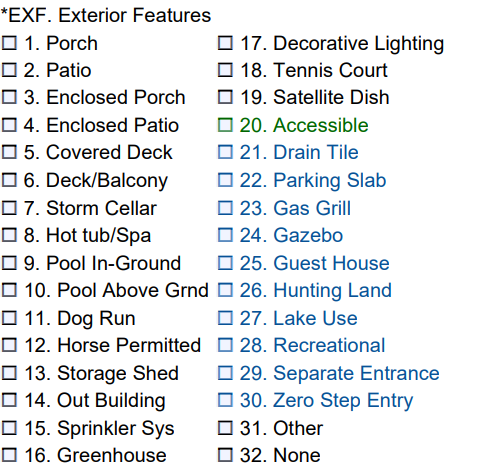 *EXF. Exterior Features
1. Porch
2. Patio
3. Enclosed Porch
4. Enclosed Patio
5. Covered Deck
6. Deck/Balcony
7. Storm Cellar
8. Hot tub/Spa
9. Pool In-Ground
10. Pool Above Grnd
11. Dog Run
12. Horse Permitted
13. Storage Shed
14. Out Building
15. Sprinkler Sys
16. Greenhouse
17. Decorative Lighting
18. Tennis Court
19. Satellite Dish
20. Accessible
21. Drain Tile
22. Parking Slab
23. Gas Grill
24. Gazebo
25. Guest House
26. Hunting Land
27. Lake Use
28. Recreational
29. Separate Entrance
30. Zero Step Entry
31. Other
32. None